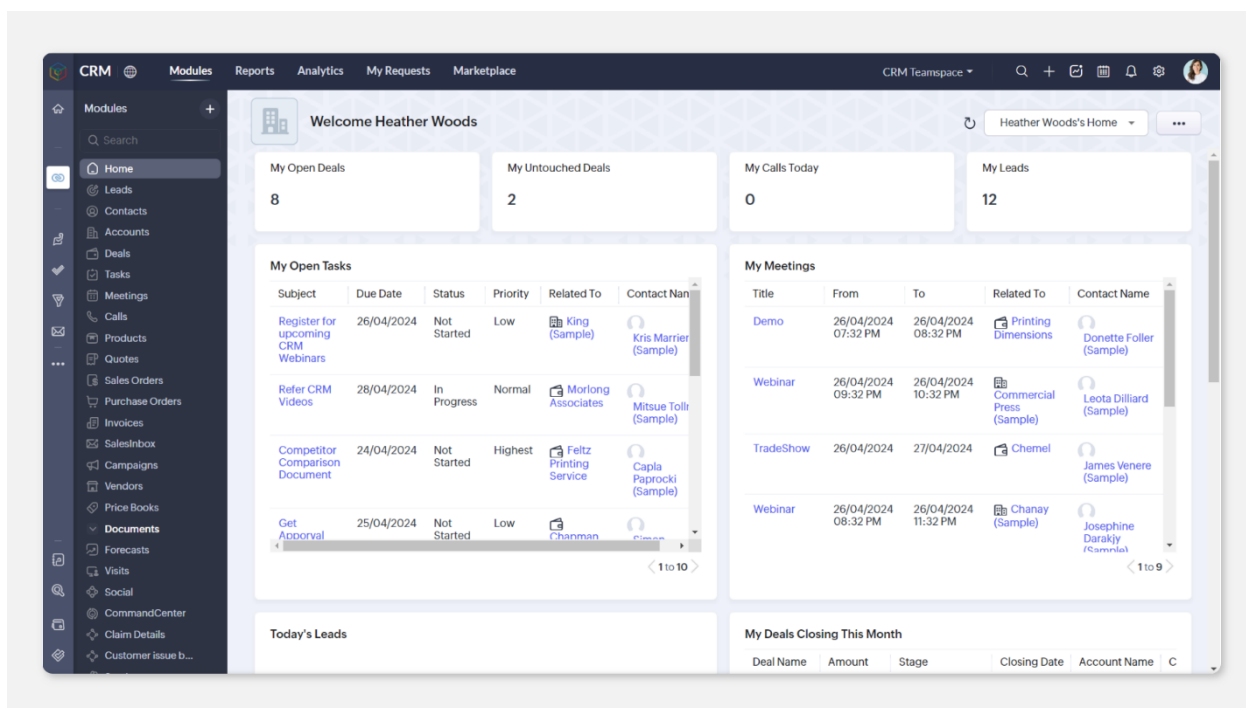 CRM Modules Reports Analytics My Requests Marketplace CRM Teamspace
Modules
Search
Home
Leads
Contacts
Accounts
Deals
Tasks
Meetings
Calls
Products
Quotes
Sales Orders
Purchase Orders
Invoices
SalesInbox
Campaigns
Vendors
Price Books
Documents
Forecasts
Visits
Social
CommandCenter
Claim Details
Customer issue b...
Welcome Heather Woods
Heather Woods's Home
My Open Deals
8
My Untouched Deals
2
My Calls Today
0
My Leads
12
My Open Tasks
Subject Due Date Status Priority Related To Contact Nan
Register for upcoming CRM Webinars 26/04/2024 Not Started Low King (Sample) Kris Marrier (Sample)
Refer CRM Videos 28/04/2024 In Progress Normal Morlong Associates Mitsue Tollr (Sample)
Competitor Comparison Document 24/04/2024 Not Started Highest Feltz Printing Service Capla Paprocki (Sample)
Get Apporval 25/04/2024 Not Started Low Chapman Simon
1 to 10
My Meetings
Title From To Related To Contact Name
Demo 26/04/2024 07:32 PM 26/04/2024 08:32 PM Printing Dimensions Donette Foller (Sample)
Webinar 26/04/2024 09:32 PM 26/04/2024 10:32 PM Commercial Press (Sample) Leota Dilliard (Sample)
TradeShow 26/04/2024 27/04/2024 Chemel James Venere (Sample)
Webinar 26/04/2024 08:32 PM 26/04/2024 11:32 PM Chanay (Sample) Josephine Darakjy (Sample)
1 to 9
Today's Leads
My Deals Closing This Month
Deal Name Amount Stage Closing Date Account Name C